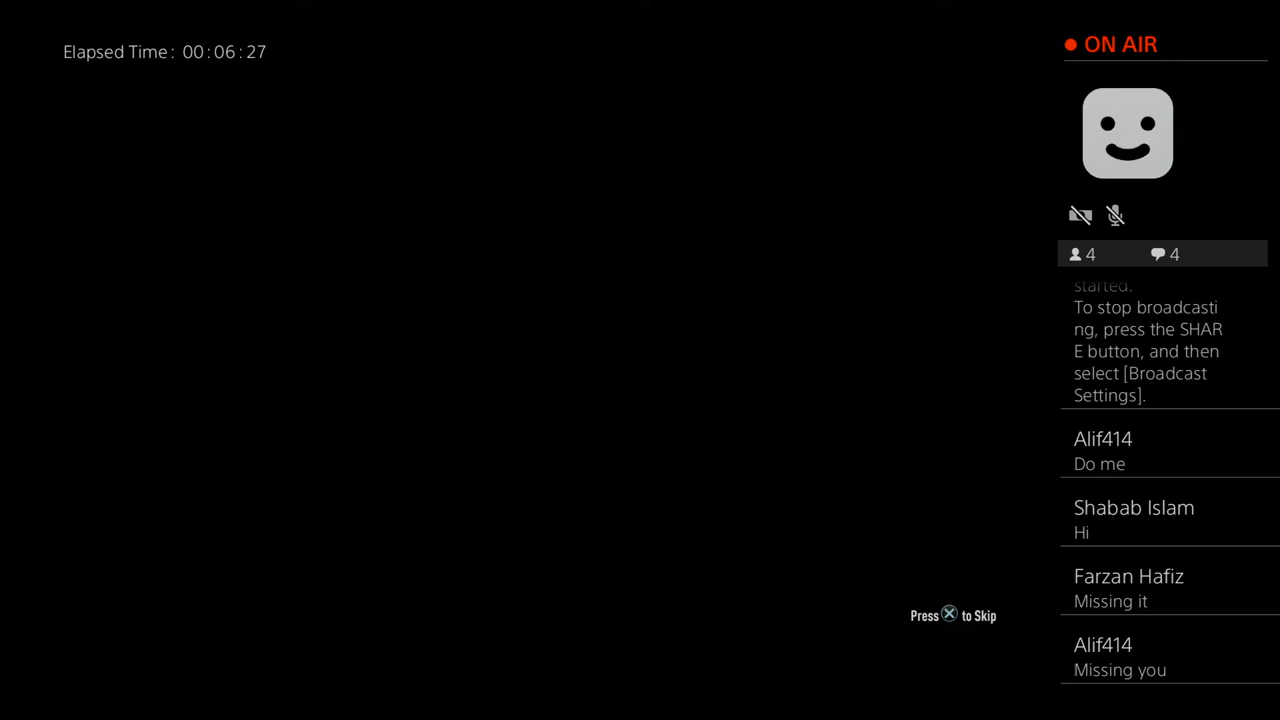 Elapsed Time: 00:06:27
ON AIR
4 4
started.
To stop broadcasti
ng, press the SHAR
E button, and then
select [Broadcast
Settings].
Alif414
Do me
Shabab Islam
Hi
Farzan Hafiz
Missing it
Alif414
Missing you
Press to Skip